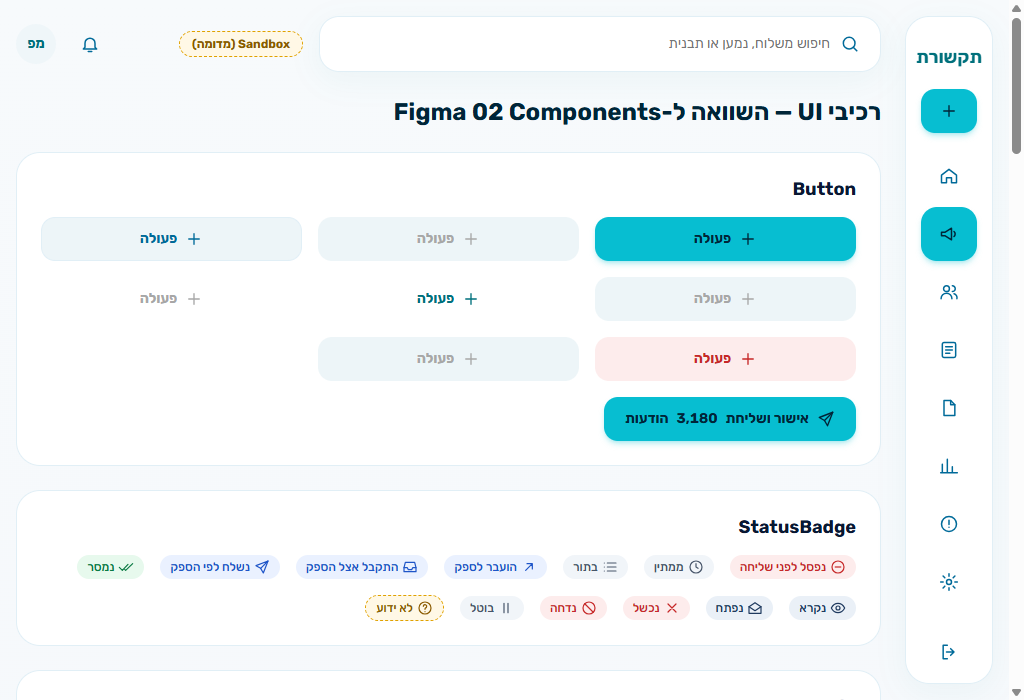 תקשורת
חיפוש משלוח, נמען או תבנית
Sandbox (מדומה)
מפ
רכיבי UI — השוואה ל-Figma 02 Components
Button
פעולה
פעולה
פעולה
פעולה
פעולה
פעולה
פעולה
פעולה
אישור ושליחת 3,180 הודעות
StatusBadge
נפסל לפני שליחה
ממתין
בתור
הועבר לספק
התקבל אצל הספק
נשלח לפי הספק
נמסר
נקרא
נפתח
נכשל
נדחה
בוטל
לא ידוע